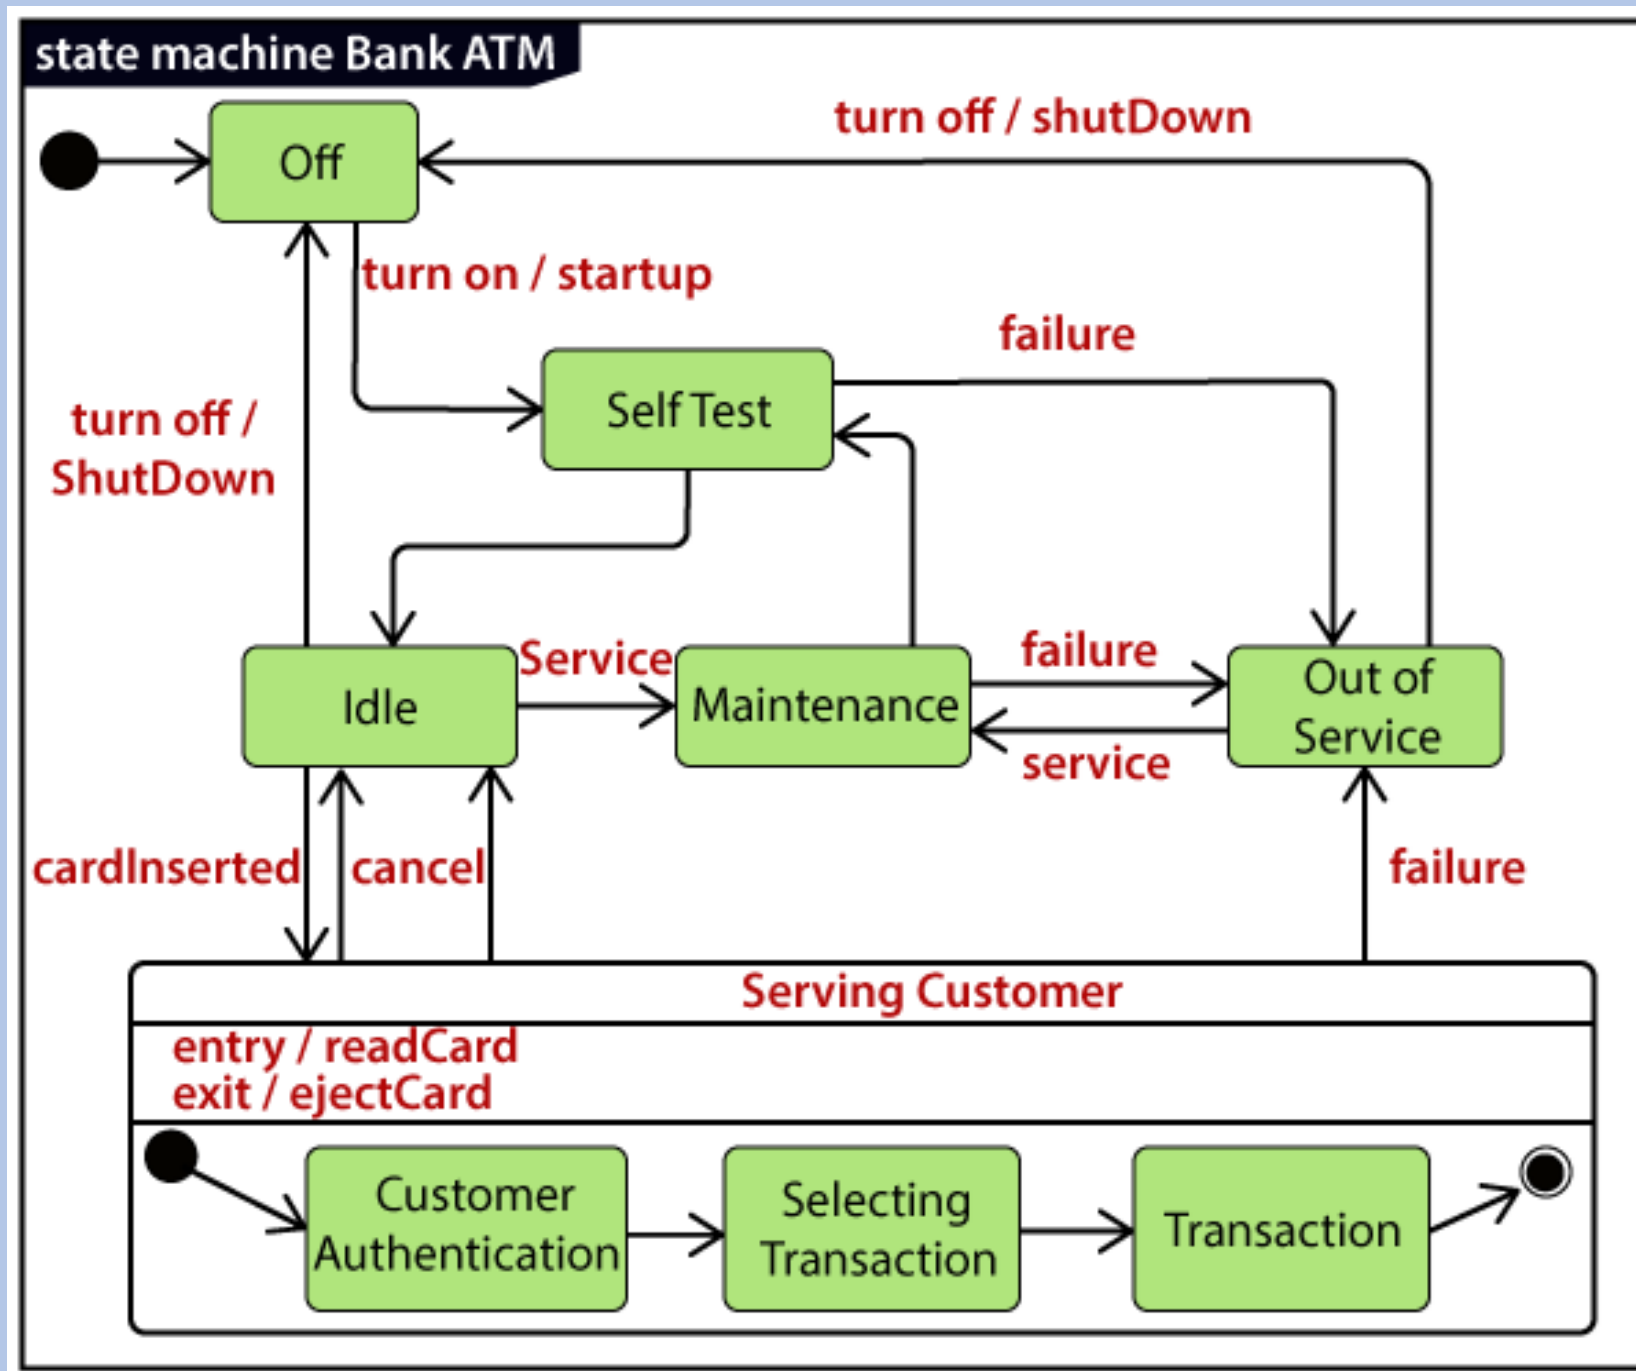 state machine Bank ATM
turn off / shutDown
Off
turn on / startup
failure
Self Test
turn off /
ShutDown
Service
failure
Idle
Maintenance
Out of
Service
service
cardInserted
cancel
failure
Serving Customer
entry / readCard
exit / ejectCard
Customer
Authentication
Selecting
Transaction
Transaction